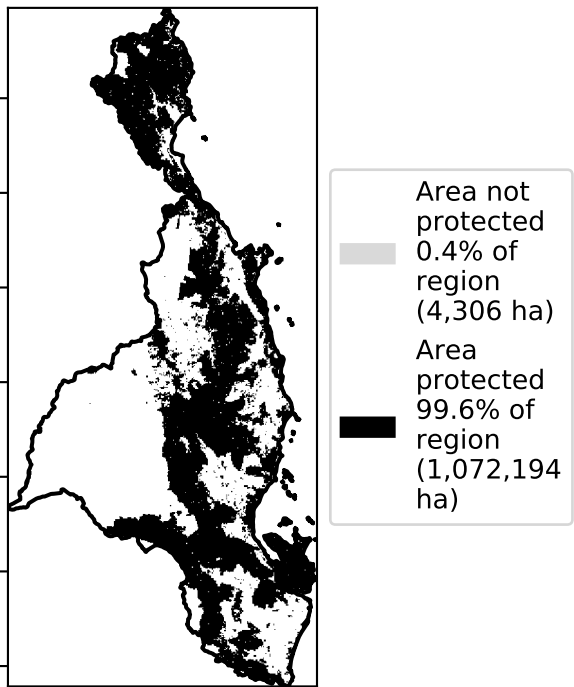 Area not
protected
0.4% of
region
(4,306 ha)
Area
protected
99.6% of
region
(1,072,194
ha)